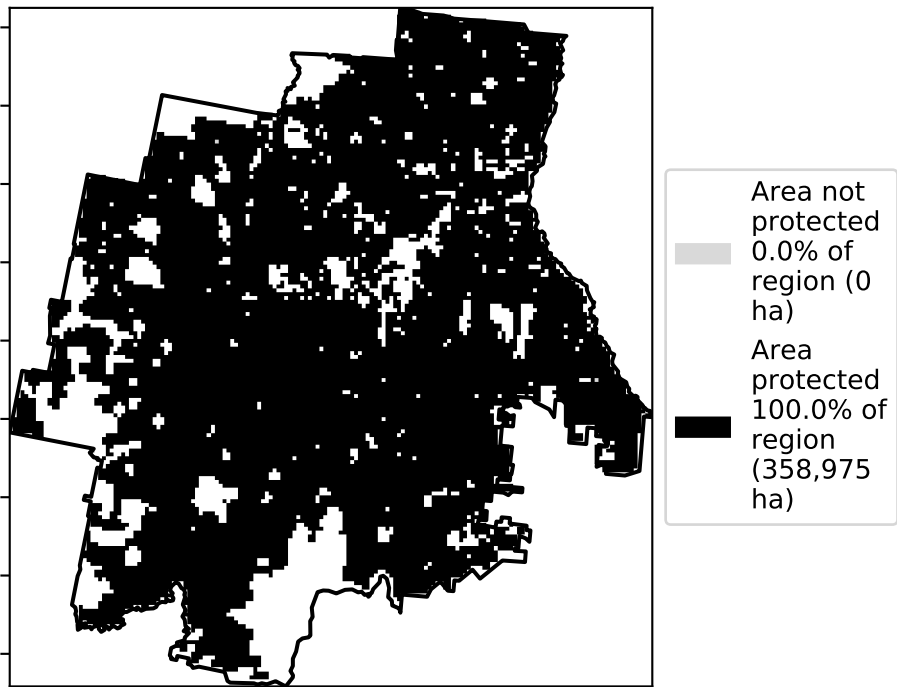 Area not
protected
0.0% of
region (0
ha)
Area
protected
100.0% of
region
(358,975
ha)